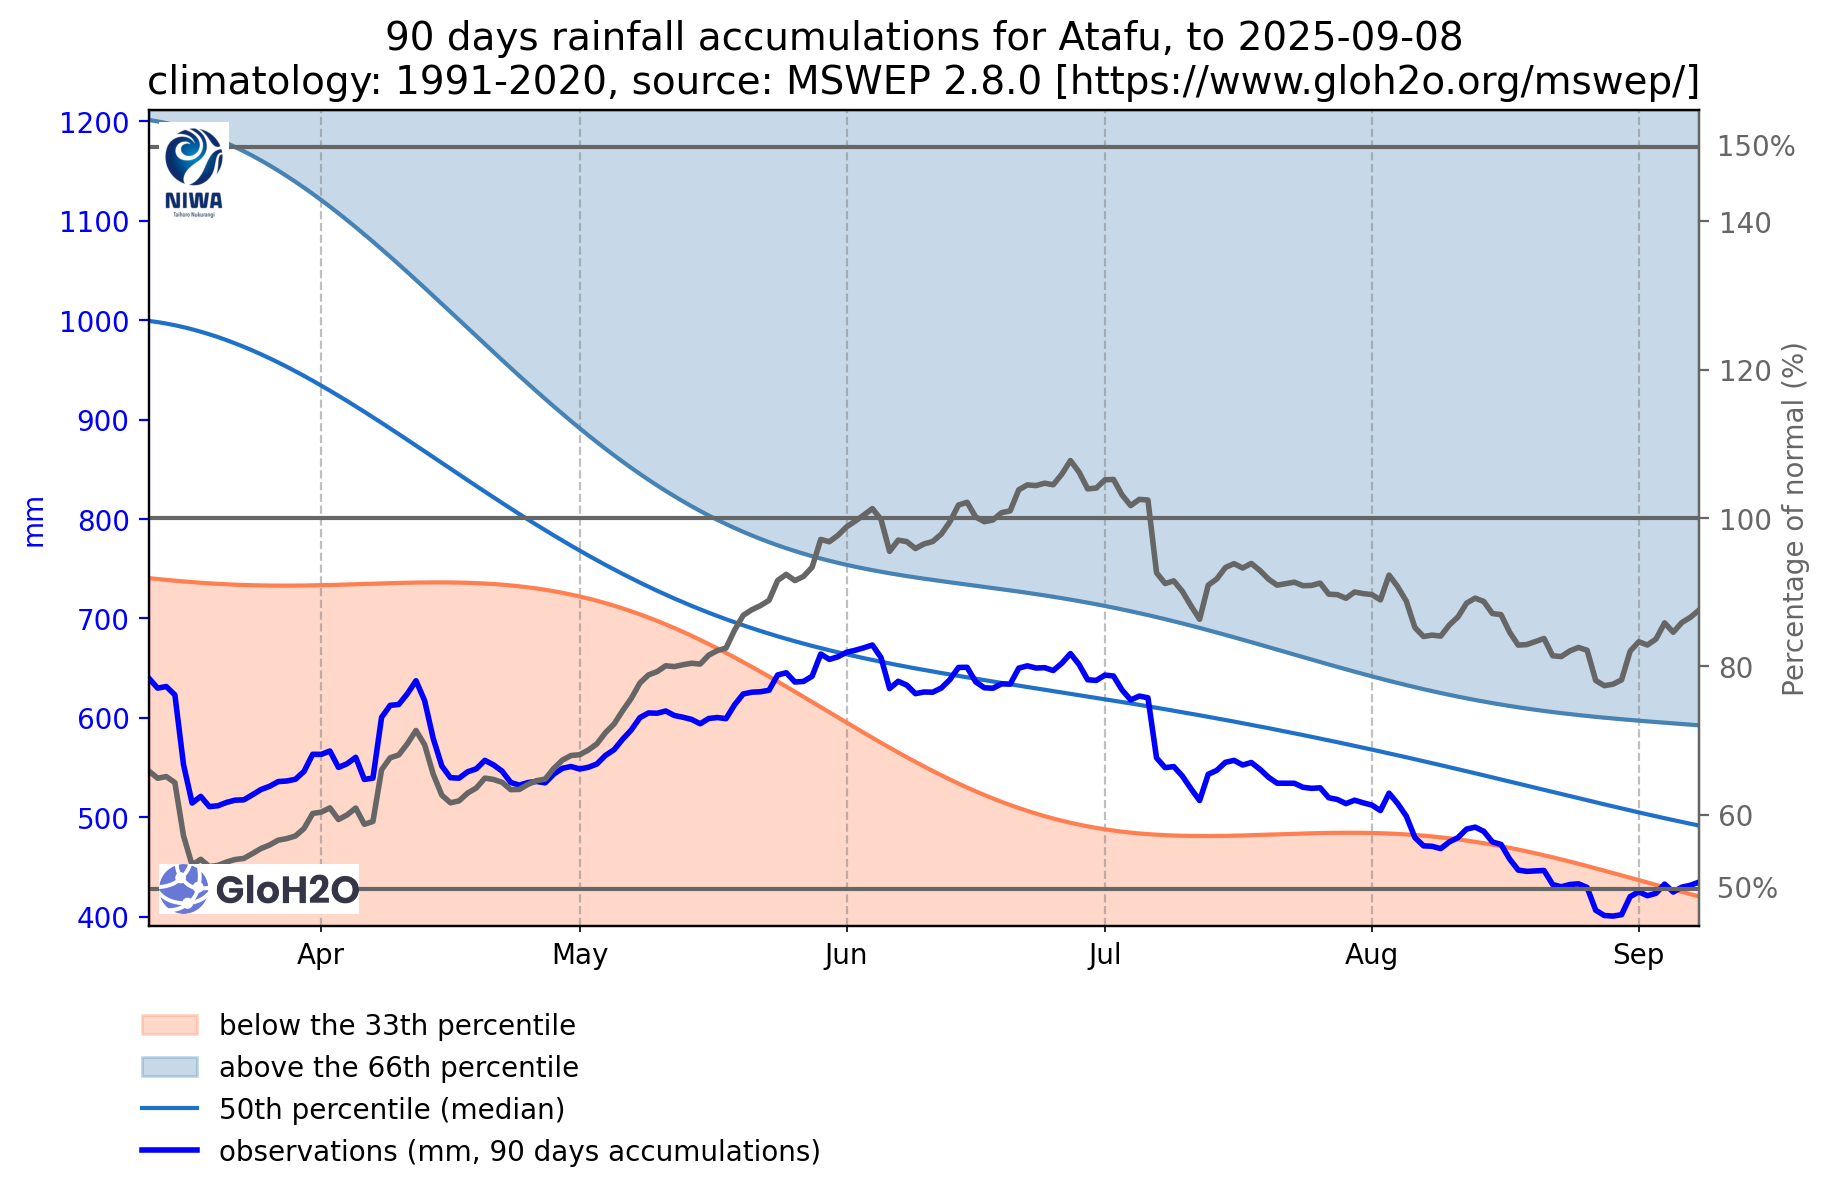 90 days rainfall accumulations for Atafu, to 2025-09-08
climatology: 1991-2020, source: MSWEP 2.8.0 [https://www.gloh2o.org/mswep/]
1200
1100
1000
900
800
700
600
500
400
mm
NIWA
Taihoro Nukurangi
GloH2O
150%
140
120
100
80
60
50%
Percentage of normal (%)
Apr
May
Jun
Jul
Aug
Sep
below the 33th percentile
above the 66th percentile
50th percentile (median)
observations (mm, 90 days accumulations)